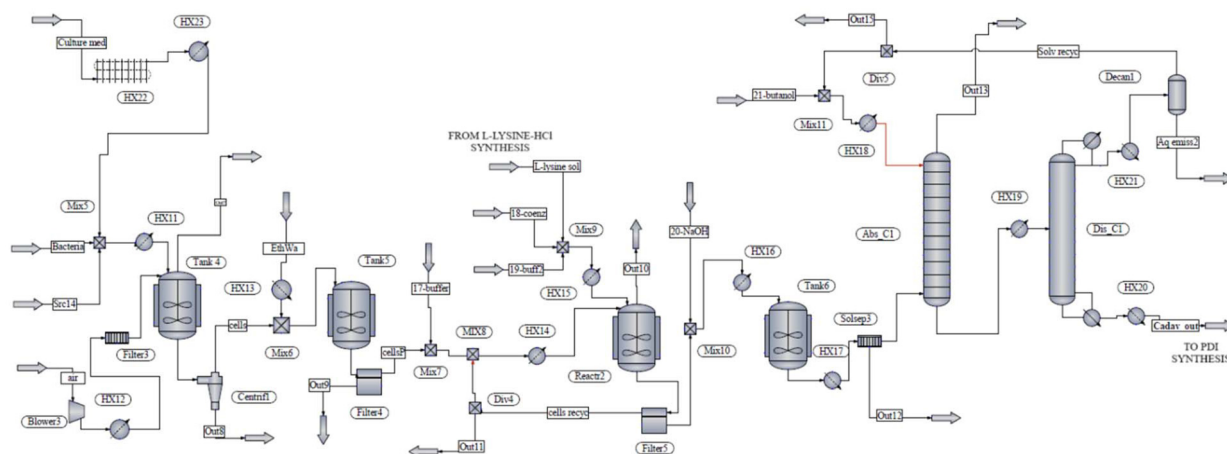 Culture med
HX23
HX22
Mix5
HX11
Bacteria
Src14
Tank 4
Filter3
air
Blower3
HX12
Centrif1
Out8
cells
EthWa
HX13
Mix6
Tank5
Filter4
Out9
cellsP
17-buffer
Mix7
MIX8
HX14
Div4
Out11
cells recyc
FROM L-LYSINE-HCl
SYNTHESIS
L-lysine sol
18-coenz
19-buff2
Mix9
HX15
Out10
Reactr2
Filter5
20-NaOH
Mix10
HX16
Tank6
HX17
Solsep3
Out12
Out15
Div5
Solv recyc
21-butanol
Mix11
HX18
Out13
Abs_C1
HX19
Decan1
HX21
Aq emiss2
Dis_C1
HX20
Cadav out
TO PDI
SYNTHESIS